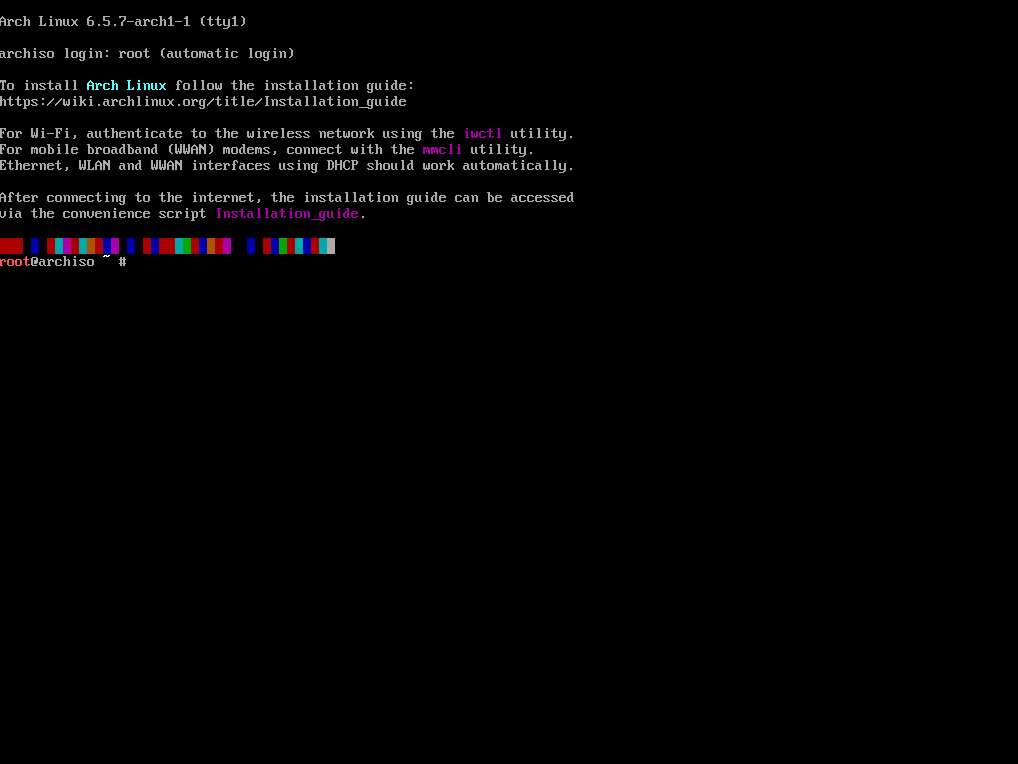 Arch Linux 6.5.7-arch1-1 (tty1)
archiso login: root (automatic login)
To install Arch Linux follow the installation guide:
https://wiki.archlinux.org/title/Installation_guide
For Wi-Fi, authenticate to the wireless network using the iwctl utility.
For mobile broadband (WWAN) modems, connect with the mmcli utility.
Ethernet, WLAN and WWAN interfaces using DHCP should work automatically.
After connecting to the internet, the installation guide can be accessed
via the convenience script Installation_guide.
root@archiso ~ #